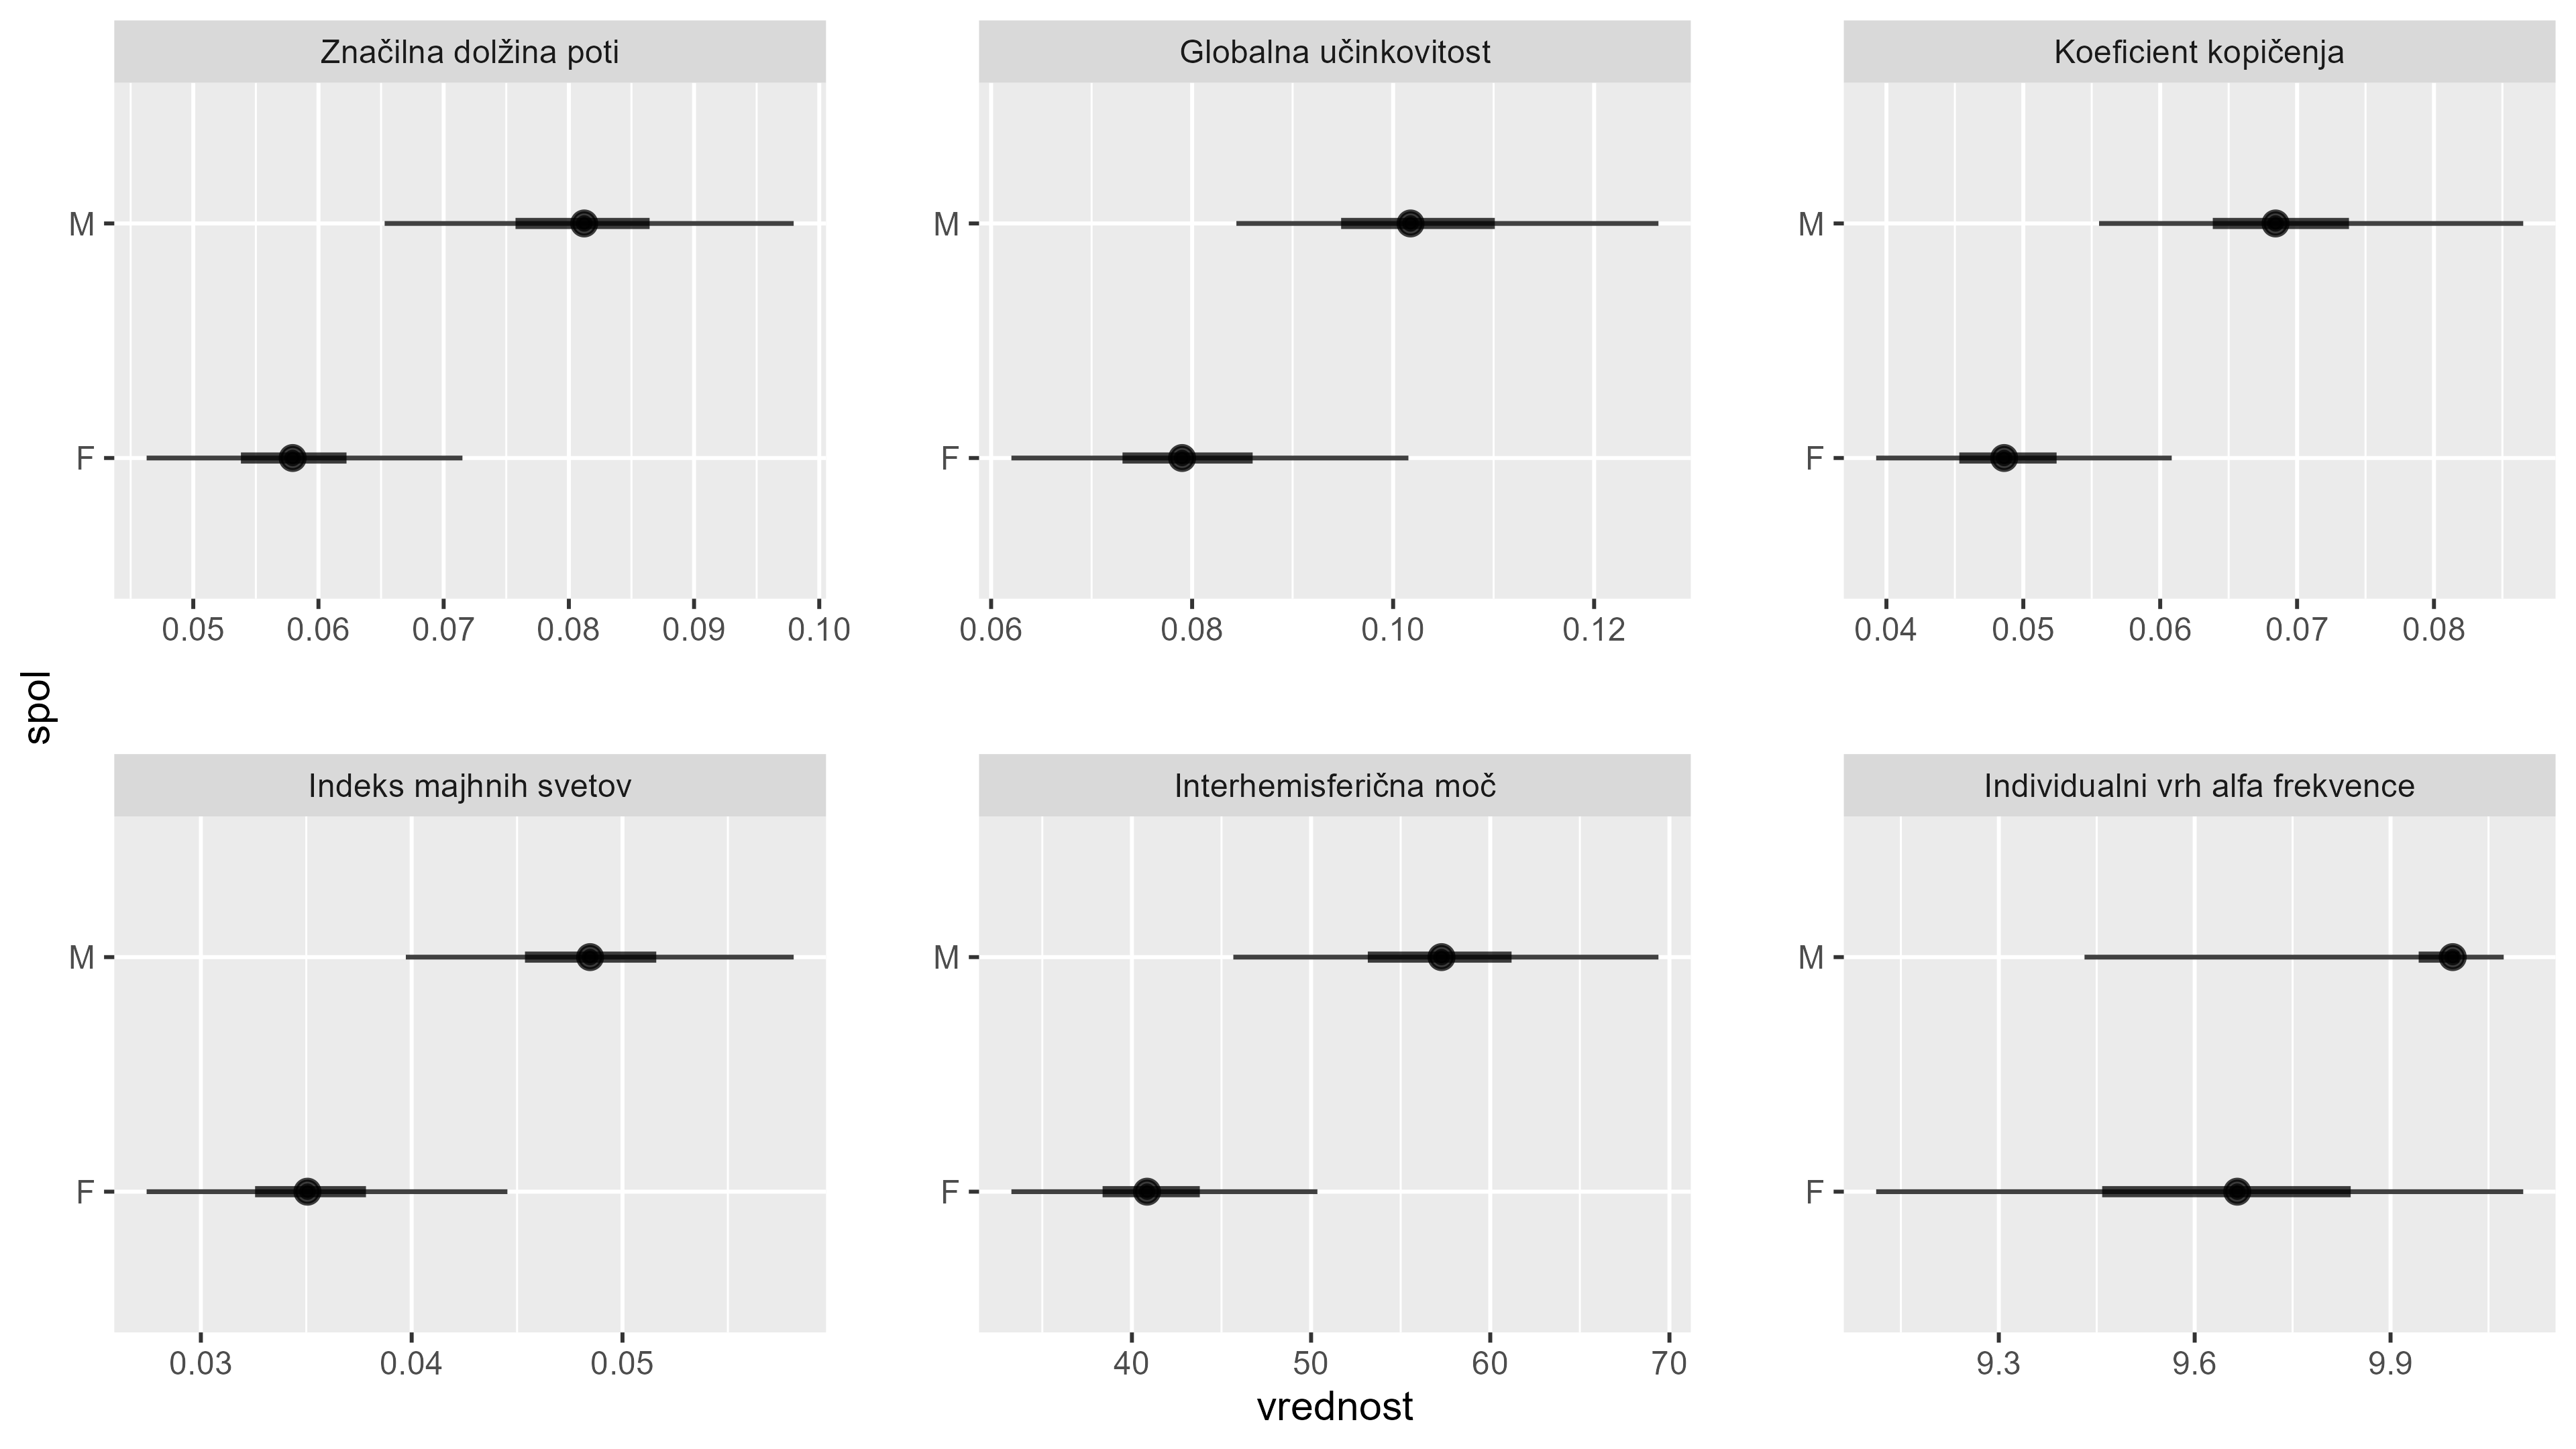 Značilna dolžina poti
Globalna učinkovitost
Koeficient kopičenja
M
F
M
F
M
F
0.05 0.06 0.07 0.08 0.09 0.10
0.06 0.08 0.10 0.12
0.04 0.05 0.06 0.07 0.08
spol
Indeks majhnih svetov
Interhemisferična moč
Individualni vrh alfa frekvence
M
F
M
F
M
F
0.03 0.04 0.05
40 50 60 70
9.3 9.6 9.9
vrednost